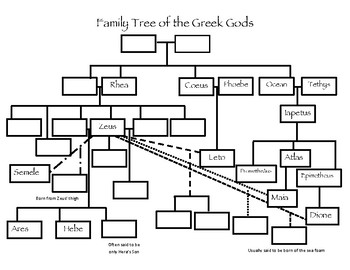 Family Tree of the Greek Gods
Rhea
Coeus
Phoebe
Ocean
Tethys
Iapetus
Zeus
Leto
Atlas
Semele
Prometheus
Epimetheus
Born from Zeus' thigh
Maia
Dione
Area
Hebe
Often said to be
only Hera's Son
Usually said to be born of the sea foam